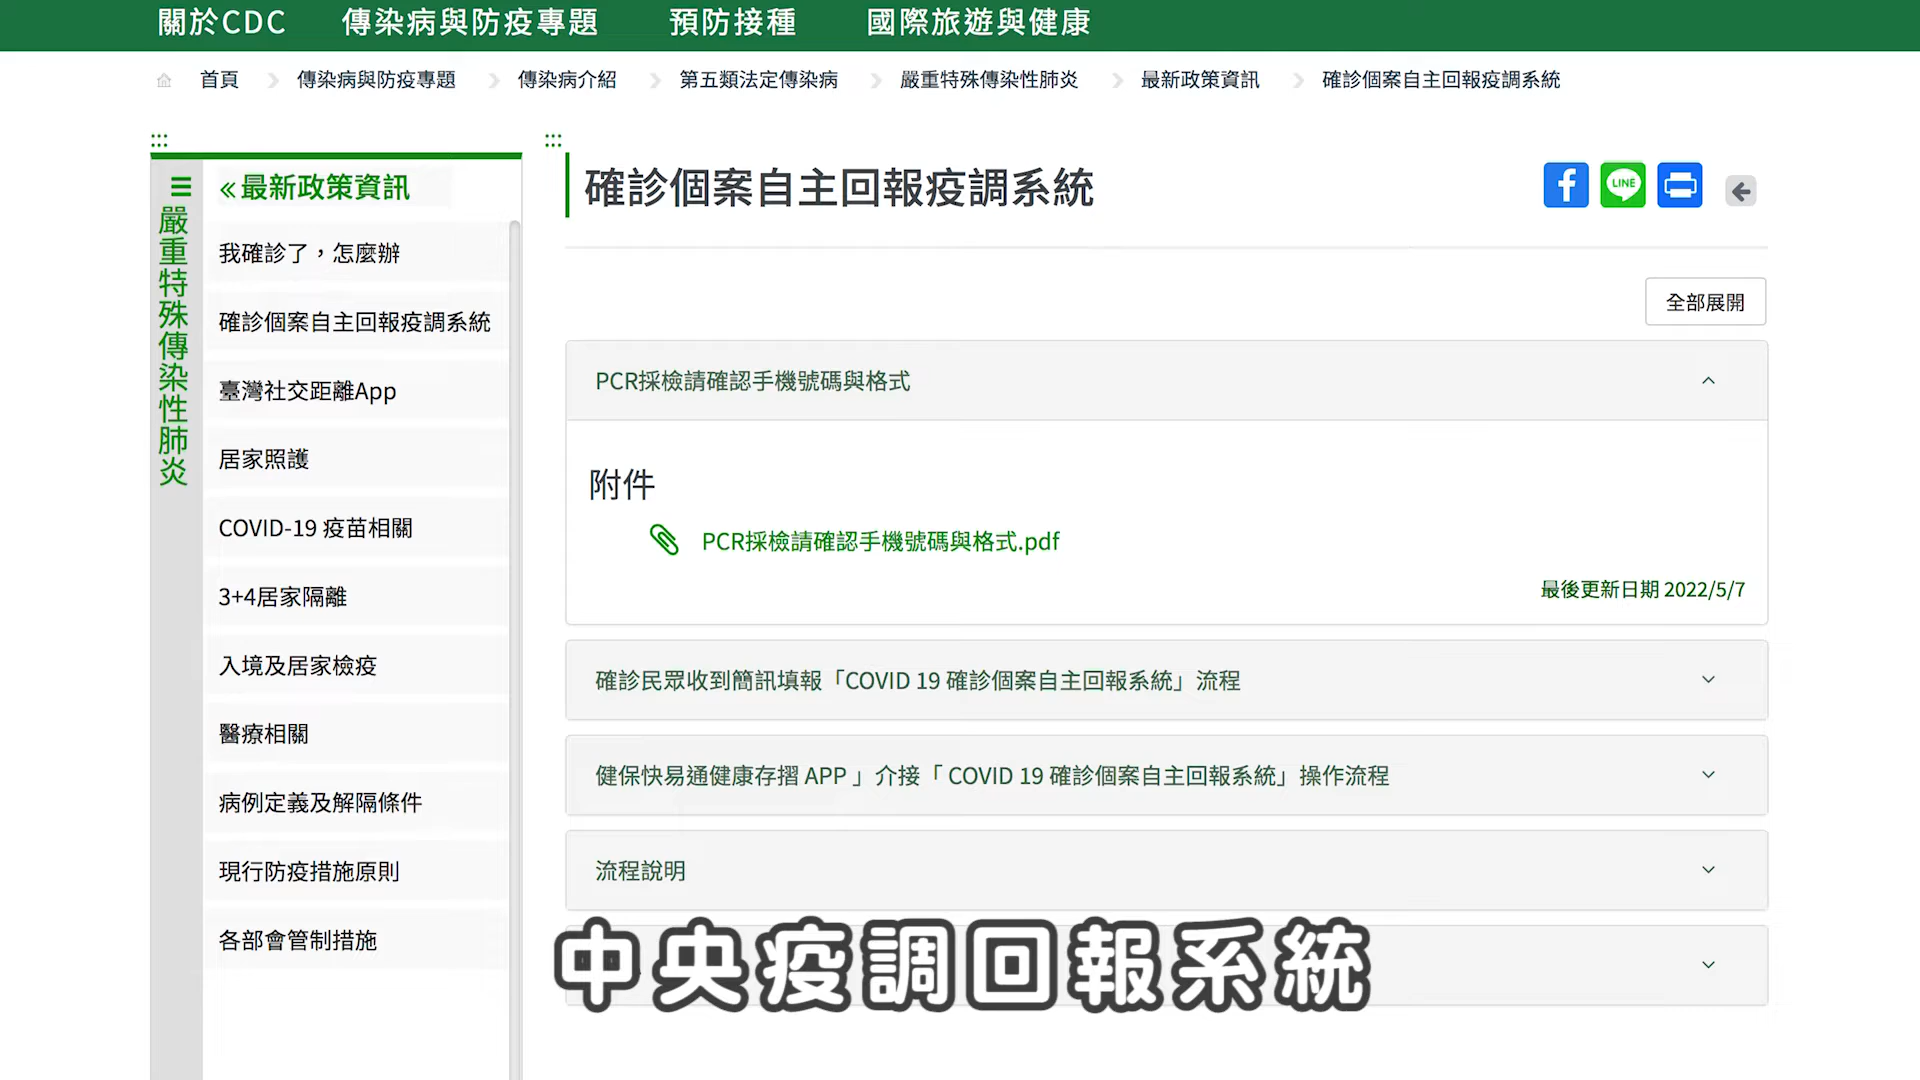 關於CDC 傳染病與防疫專題 預防接種 國際旅遊與健康
首頁 傳染病與防疫專題 傳染病介紹 第五類法定傳染病 嚴重特殊傳染性肺炎 最新政策資訊 確診個案自主回報疫調系統
嚴重特殊傳染性肺炎
«最新政策資訊
我確診了，怎麼辦
確診個案自主回報疫調系統
臺灣社交距離App
居家照護
COVID-19 疫苗相關
3+4居家隔離
入境及居家檢疫
醫療相關
病例定義及解隔條件
現行防疫措施原則
各部會管制措施
確診個案自主回報疫調系統
LINE
全部展開
PCR採檢請確認手機號碼與格式
附件
PCR採檢請確認手機號碼與格式.pdf
最後更新日期 2022/5/7
確診民眾收到簡訊填報「COVID 19 確診個案自主回報系統」流程
健保快易通健康存摺 APP 」介接「 COVID 19 確診個案自主回報系統」操作流程
流程說明
中央疫調回報系統